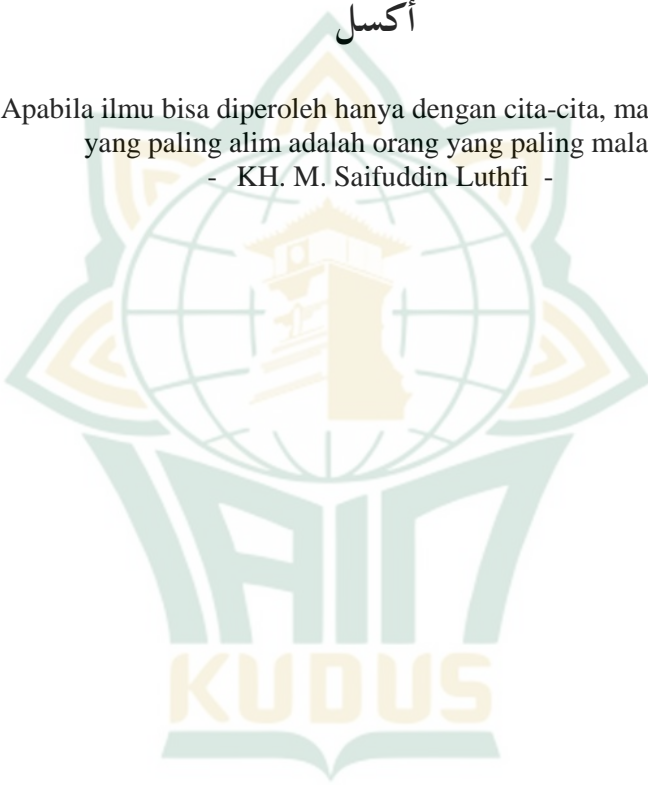 أكسل
Apabila ilmu bisa diperoleh hanya dengan cita-cita, ma
yang paling alim adalah orang yang paling mala
- KH. M. Saifuddin Luthfi -
IAIN
KUDUS